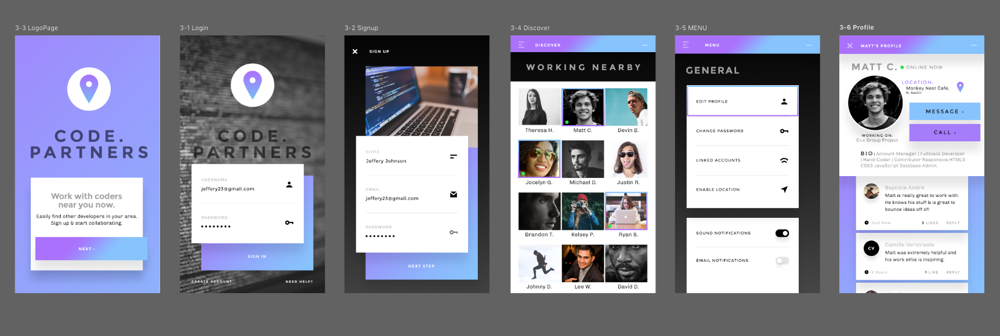 3-3 LogoPage
CODE.
PARTNERS
Work with coders
near you now.
Easily find other developers in your area.
Sign up & start collaborating.
NEXT ›
3-1 Login
CODE.
PARTNERS
USERNAME
jeffery23@gmail.com
PASSWORD
SIGN IN
CREATE ACCOUNT
NEED HELP?
3-2 Signup
SIGN UP
NAME
Jeffery Johnson
EMAIL
jeffery23@gmail.com
PASSWORD
NEXT STEP
3-4 Discover
DISCOVER
WORKING NEARBY
Theresa H. Matt C. Devin B.
Jocelyn G. Michael D. Justin R.
Brandon T. Kelsey P. Ryan S.
Johnny D. Lee W. David D.
3-5 MENU
MENU
GENERAL
EDIT PROFILE
CHANGE PASSWORD
LINKED ACCOUNTS
ENABLE LOCATION
SOUND NOTIFICATIONS
EMAIL NOTIFICATIONS
3-6 Profile
MATT'S PROFILE
MATT C. ONLINE NOW
LOCATION:
Monkey Nest Cafe,
N. Austin
MESSAGE ›
CALL ›
WORKING ON:
C++ Group Project
BIO: Account Manager | Fullstack Developer
| Hand-Coder | Contributor Responsive HTML5
CSS3 JavaScript Database Admin.
Baptiste Andre
Matt is really great to work with.
He knows his stuff & is great to
bounce ideas off of!
Just Now 3 LIKES REPLY
CV
Camille Verstraete
Matt was extremely helpful and
his work ethis is inspiring.
2 Hours 1 LIKE REPLY